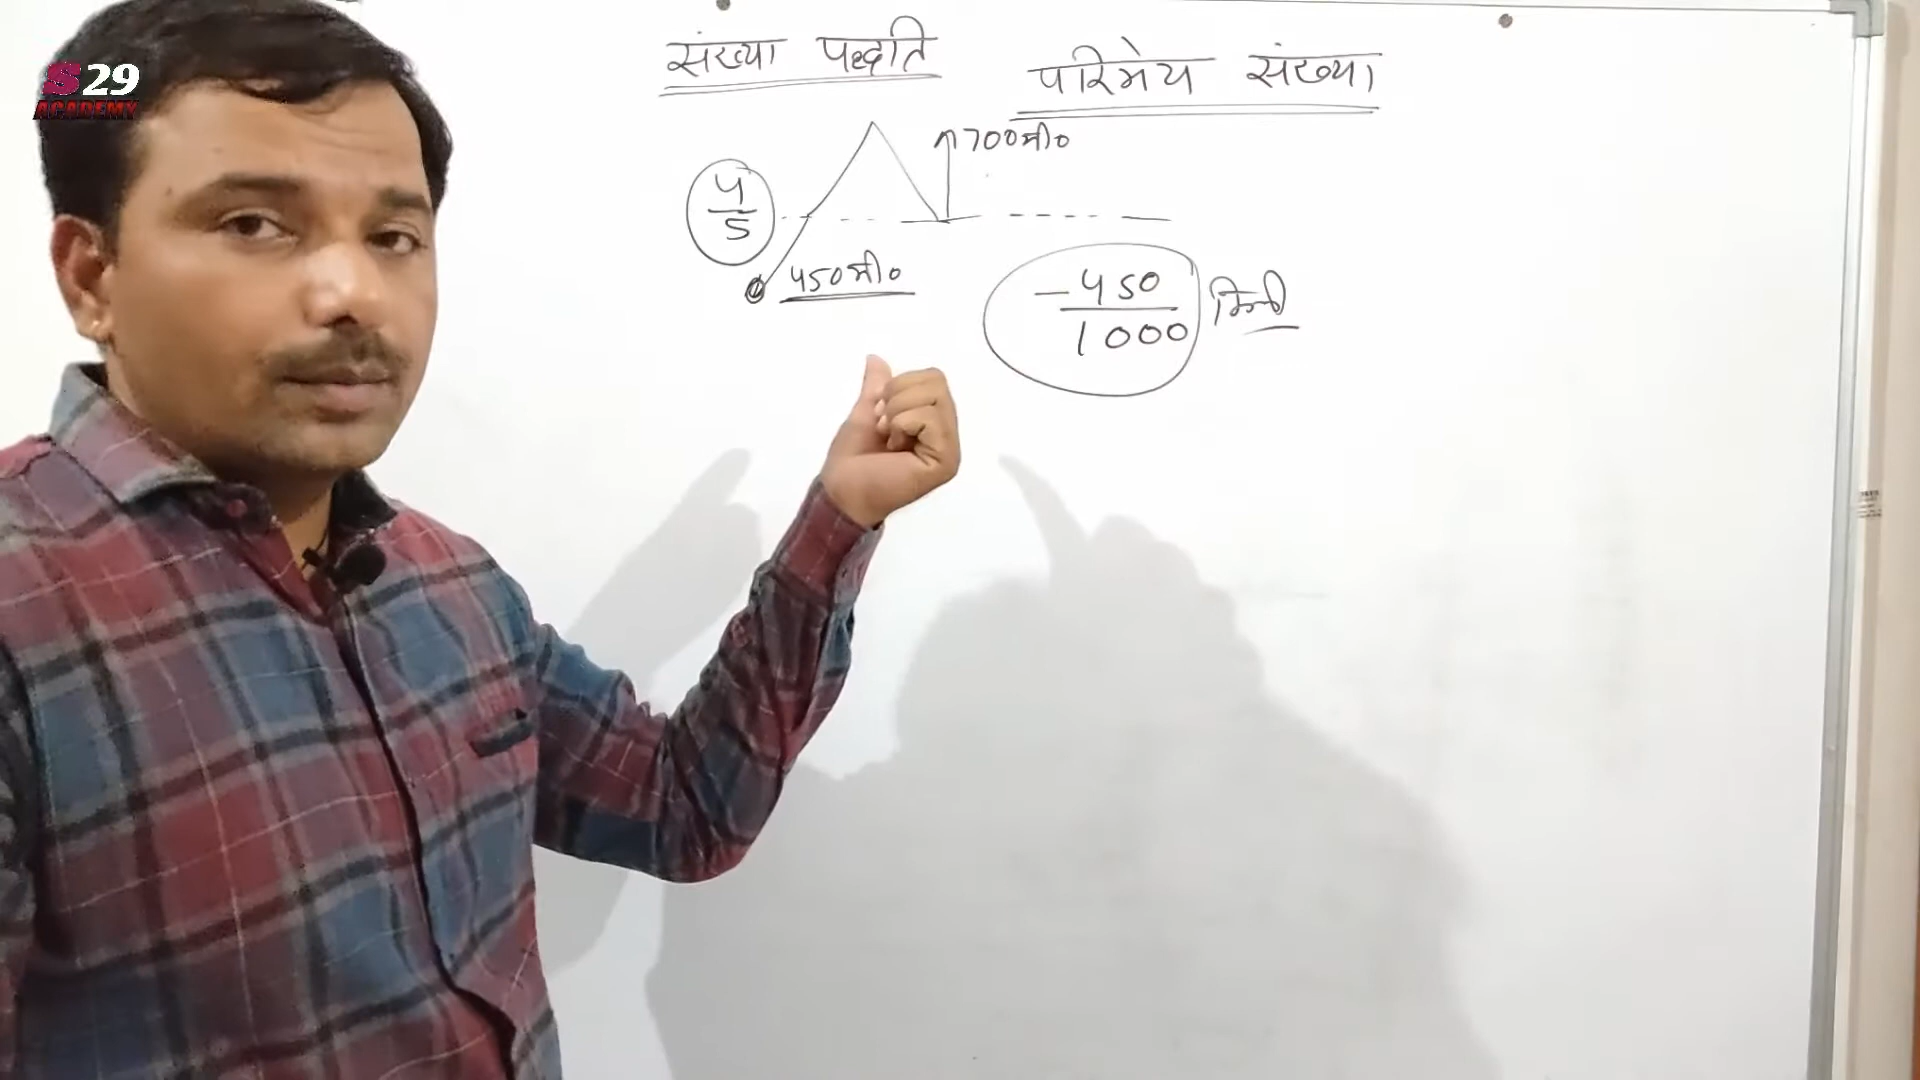 S29
ACADEMY
संख्या पद्धति
परिमेय संख्या
700मी०
4
5
450मी०
-450
1000
किमी